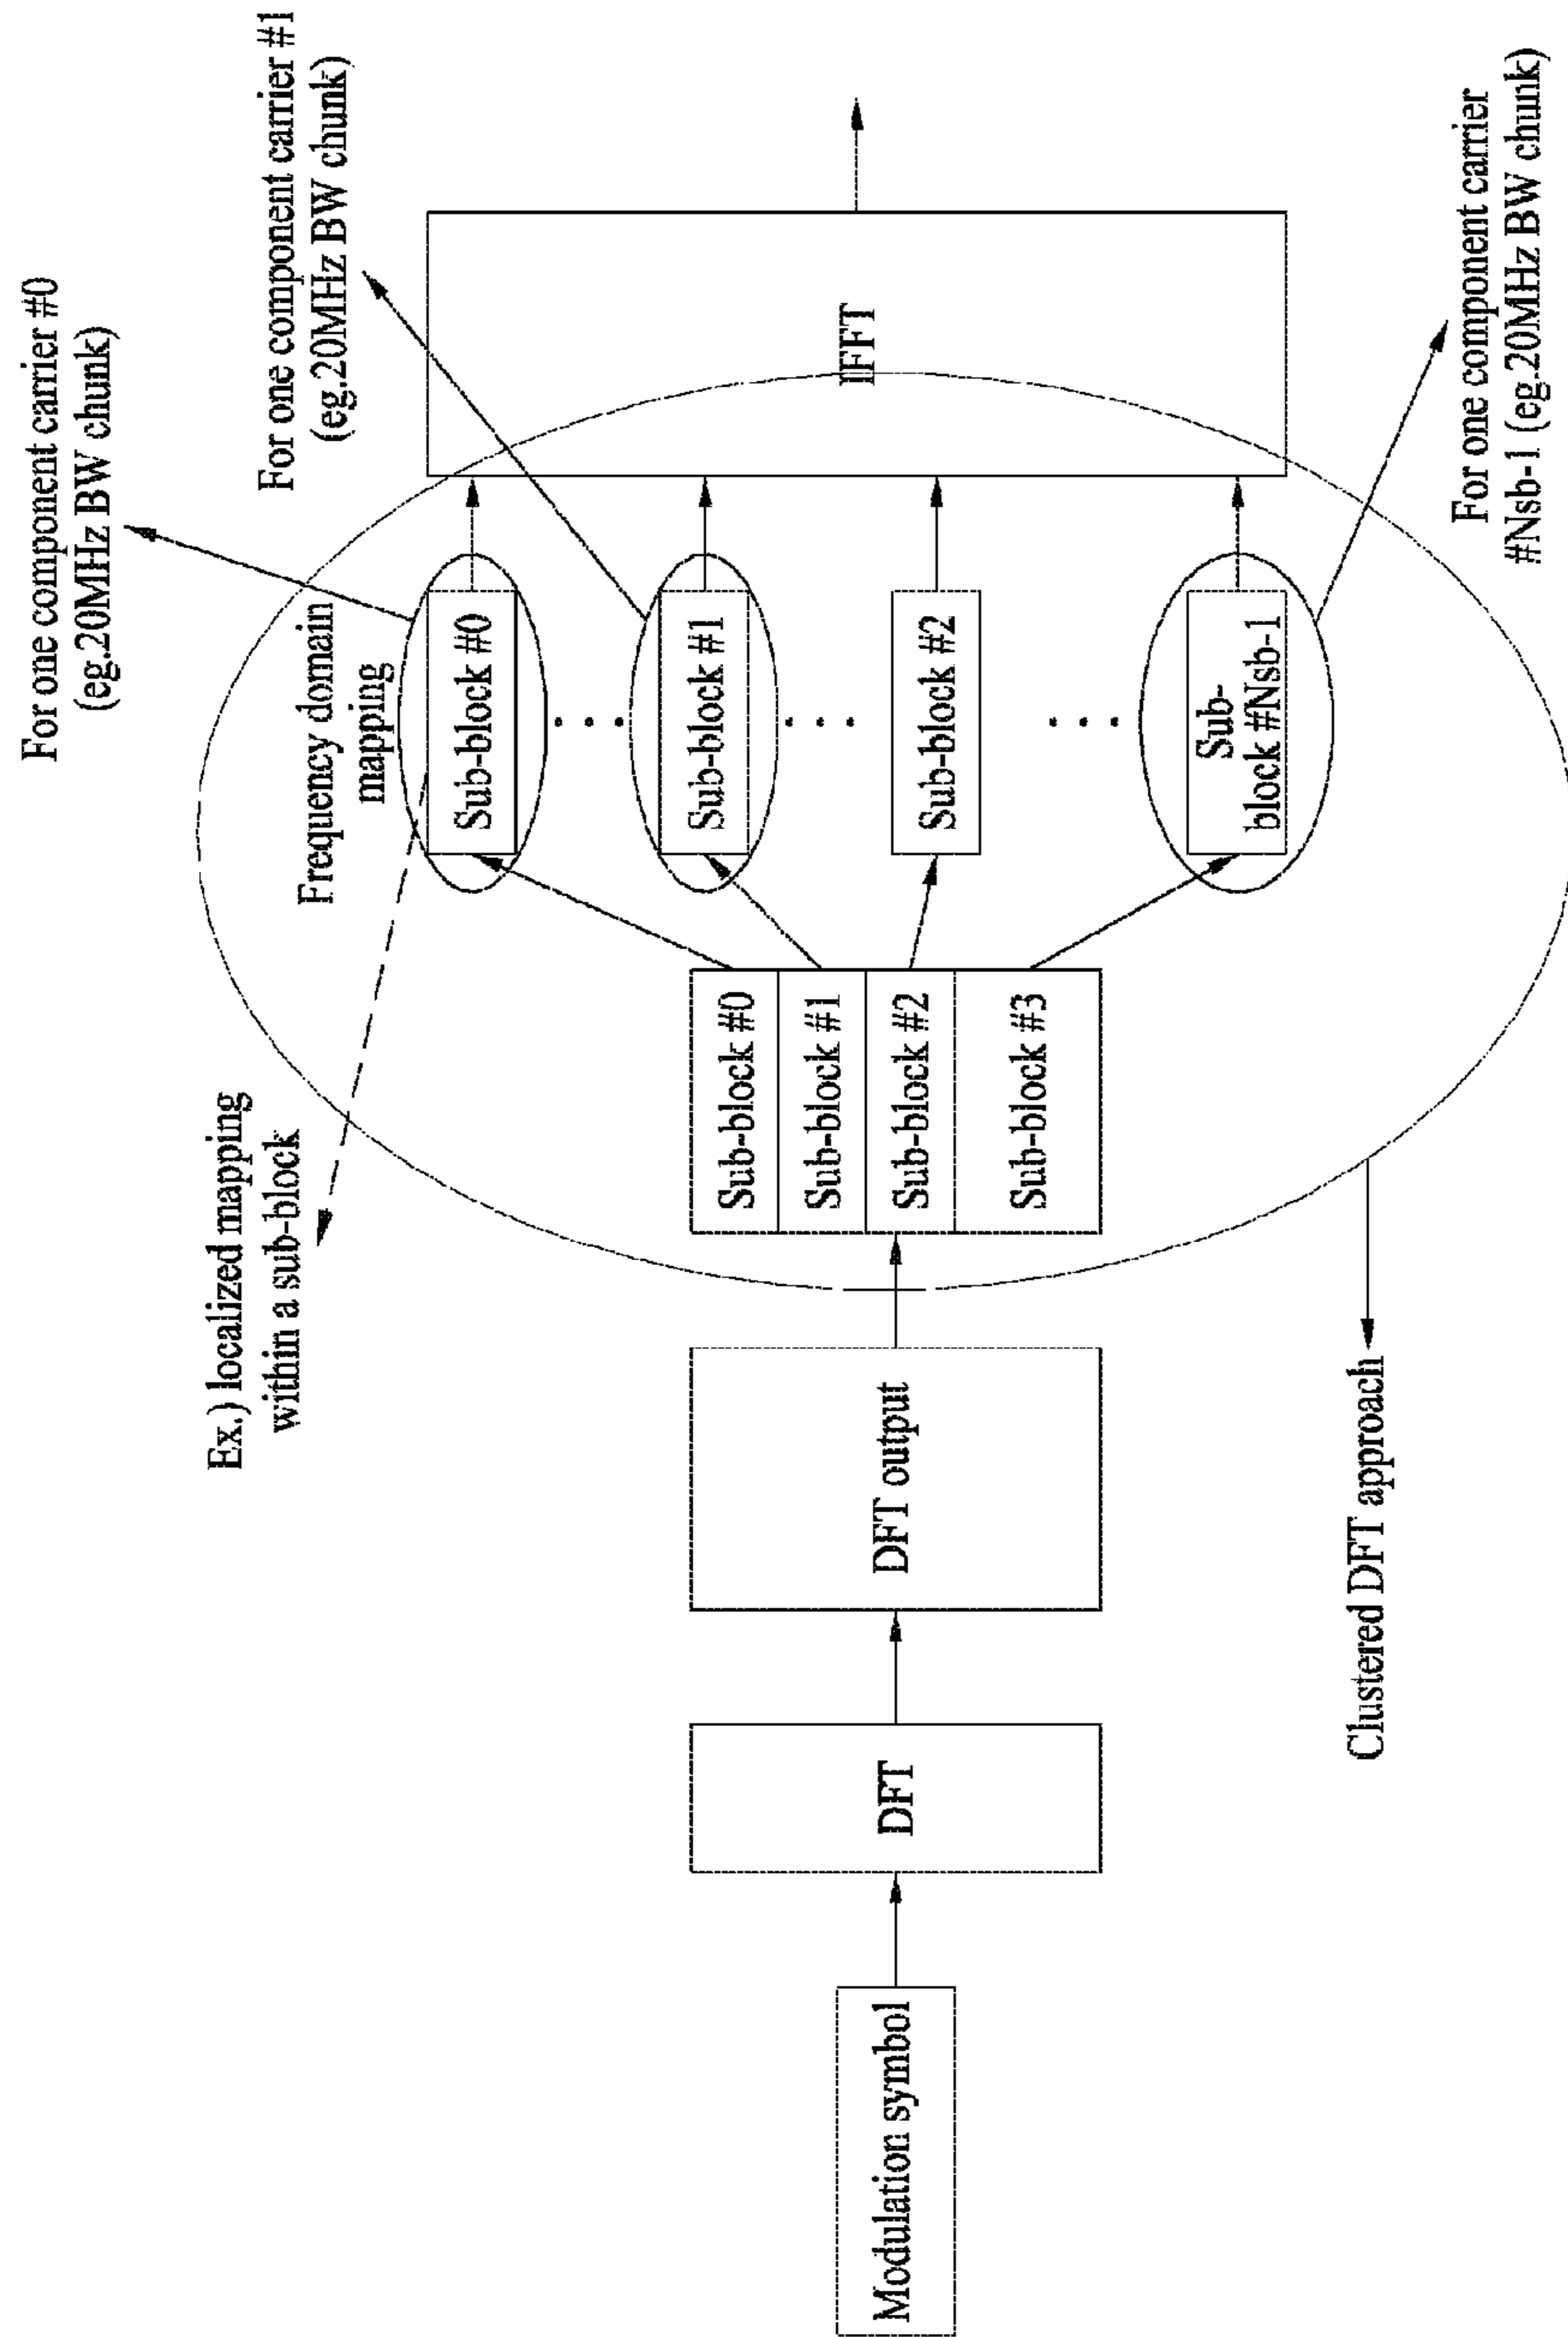 For one component carrier #0
(eg.20MHz BW chunk)
For one component carrier #1
(eg.20MHz BW chunk)
Ex.) localized mapping
within a sub-block
Frequency domain
mapping
Modulation symbol
DFT
DFT output
Sub-block #0
Sub-block #1
Sub-block #2
Sub-block #3
Sub-block #0
Sub-block #1
Sub-block #2
Sub-
block #Nsb-1
IFFT
Clustered DFT approach
For one component carrier
#Nsb-1 (eg.20MHz BW chunk)